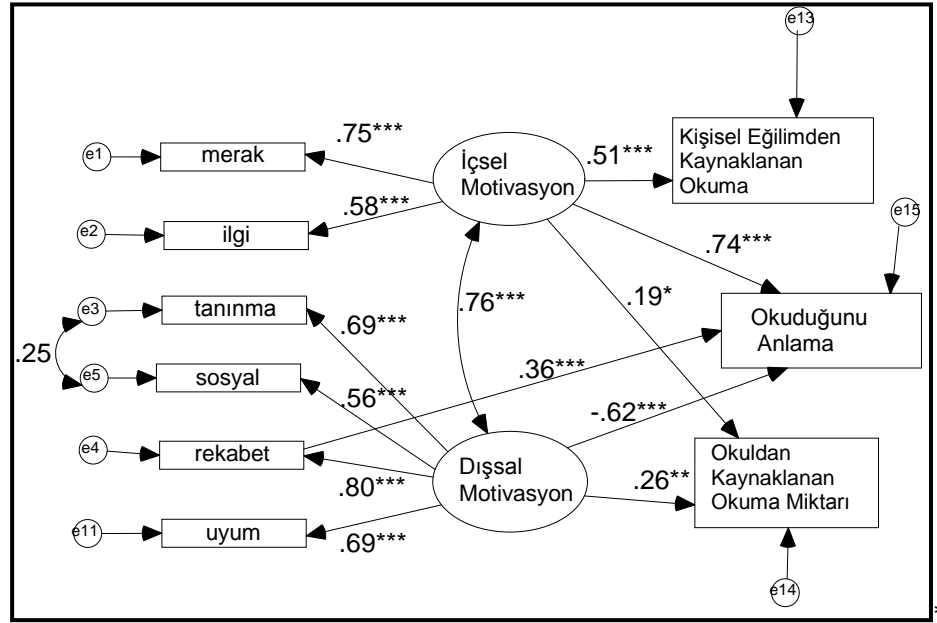 e13
.75***
e1
merak
İçsel
Motivasyon
.51***
Kişisel Eğilimden
Kaynaklanan
Okuma
.58***
e2
ilgi
e15
.74***
.19*
e3
tanınma
.76***
.69***
Okuduğunu
Anlama
.25
.36***
e5
sosyal
.56***
-.62***
e4
rekabet
Dışsal
Motivasyon
.80***
.26**
Okuldan
Kaynaklanan
Okuma Miktarı
e11
uyum
.69***
e14
*